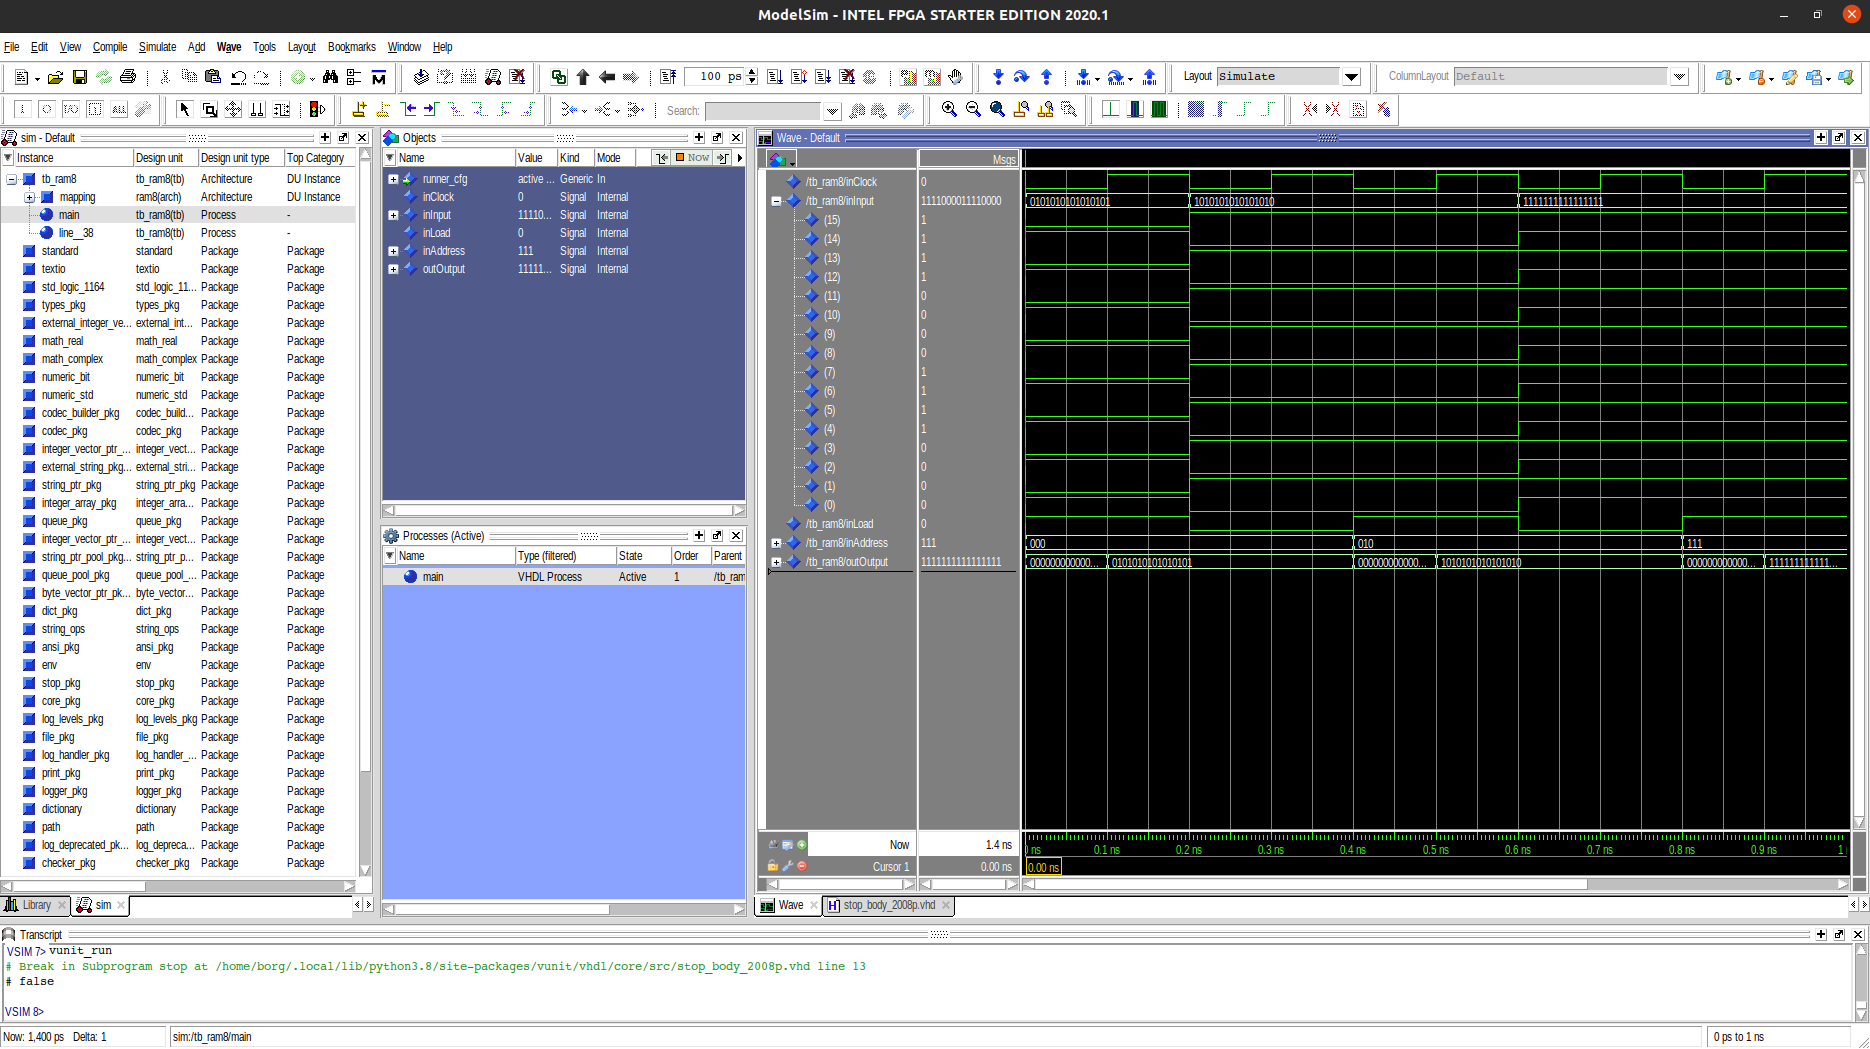 ModelSim - INTEL FPGA STARTER EDITION 2020.1
File Edit View Compile Simulate Add Wave Tools Layout Bookmarks Window Help
100 ps
Layout Simulate
ColumnLayout Default
ALL
Search:
sim - Default
Instance Design unit Design unit type Top Category
tb_ram8 tb_ram8(tb) Architecture DU Instance
mapping ram8(arch) Architecture DU Instance
main tb_ram8(tb) Process -
line__38 tb_ram8(tb) Process -
standard standard Package Package
textio textio Package Package
std_logic_1164 std_logic_11... Package Package
types_pkg types_pkg Package Package
external_integer_ve... external_int... Package Package
math_real math_real Package Package
math_complex math_complex Package Package
numeric_bit numeric_bit Package Package
numeric_std numeric_std Package Package
codec_builder_pkg codec_build... Package Package
codec_pkg codec_pkg Package Package
integer_vector_ptr_... integer_vect... Package Package
external_string_pkg... external_stri... Package Package
string_ptr_pkg string_ptr_pkg Package Package
integer_array_pkg integer_arra... Package Package
queue_pkg queue_pkg Package Package
integer_vector_ptr_... integer_vect... Package Package
string_ptr_pool_pkg... string_ptr_p... Package Package
queue_pool_pkg queue_pool_... Package Package
byte_vector_ptr_pk... byte_vector... Package Package
dict_pkg dict_pkg Package Package
string_ops string_ops Package Package
ansi_pkg ansi_pkg Package Package
env env Package Package
stop_pkg stop_pkg Package Package
core_pkg core_pkg Package Package
log_levels_pkg log_levels_pkg Package Package
file_pkg file_pkg Package Package
log_handler_pkg log_handler_... Package Package
print_pkg print_pkg Package Package
logger_pkg logger_pkg Package Package
dictionary dictionary Package Package
path path Package Package
log_deprecated_pk... log_depreca... Package Package
checker_pkg checker_pkg Package Package
Library sim
Objects
Name Value Kind Mode Now
runner_cfg active ... Generic In
inClock 0 Signal Internal
inInput 11110... Signal Internal
inLoad 0 Signal Internal
inAddress 111 Signal Internal
outOutput 11111... Signal Internal
Processes (Active)
Name Type (filtered) State Order Parent
main VHDL Process Active 1 /tb_ram
Wave - Default
Msgs
/tb_ram8/inClock 0
/tb_ram8/inInput 1111000011110000 0101010101010101 1010101010101010 1111111111111111
(15) 1
(14) 1
(13) 1
(12) 1
(11) 0
(10) 0
(9) 0
(8) 0
(7) 1
(6) 1
(5) 1
(4) 1
(3) 0
(2) 0
(1) 0
(0) 0
/tb_ram8/inLoad 0
/tb_ram8/inAddress 111 000 010 111
/tb_ram8/outOutput 1111111111111111 000000000000... 0101010101010101 000000000000... 1010101010101010 000000000000... 111111111111...
Now 1.4 ns ns 0.1 ns 0.2 ns 0.3 ns 0.4 ns 0.5 ns 0.6 ns 0.7 ns 0.8 ns 0.9 ns 1
Cursor 1 0.00 ns 0.00 ns
Wave stop_body_2008p.vhd
Transcript
VSIM 7> vunit_run
# Break in Subprogram stop at /home/borg/.local/lib/python3.8/site-packages/vunit/vhdl/core/src/stop_body_2008p.vhd line 13
# false
VSIM 8>
Now: 1,400 ps Delta: 1 sim:/tb_ram8/main 0 ps to 1 ns